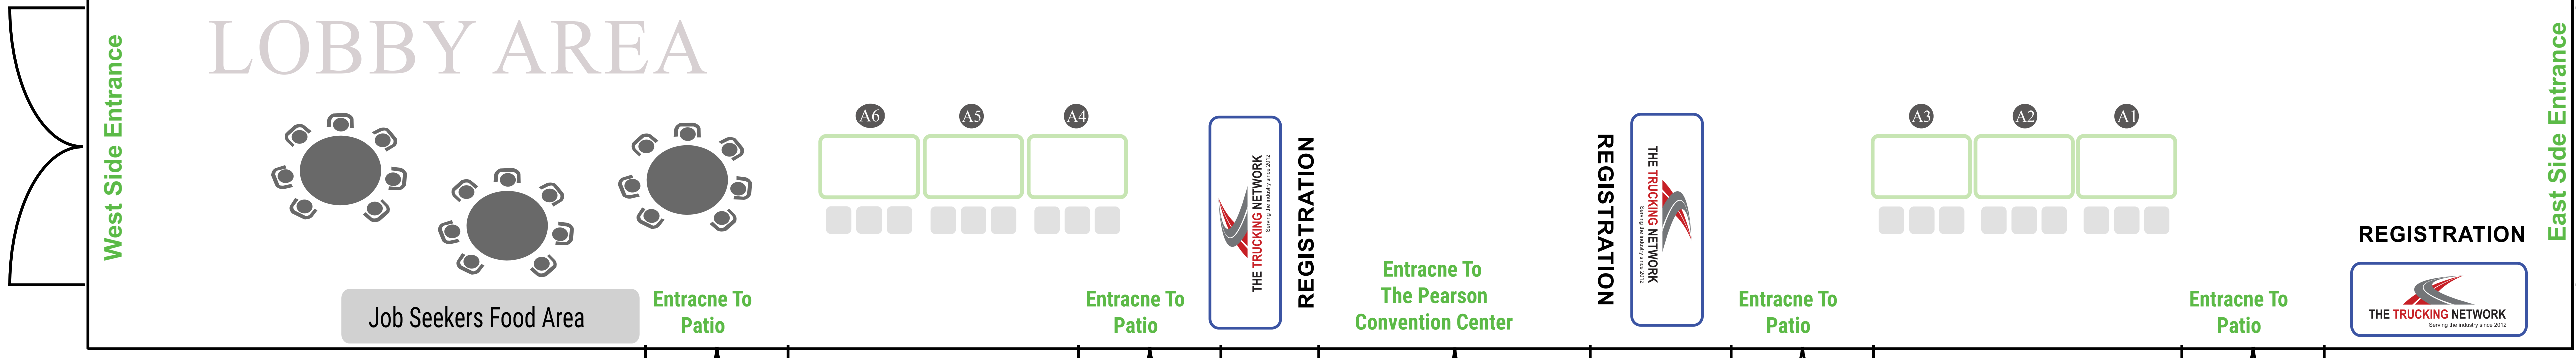 LOBBY AREA
West Side Entrance
A6
A5
A4
Job Seekers Food Area
Entracne To
Patio
Entracne To
Patio
THE TRUCKING NETWORK
Serving the industry since 2012
REGISTRATION
Entracne To
The Pearson
Convention Center
REGISTRATION
THE TRUCKING NETWORK
Serving the industry since 2012
Entracne To
Patio
A3
A2
A1
Entracne To
Patio
REGISTRATION
THE TRUCKING NETWORK
Serving the industry since 2012
East Side Entrance